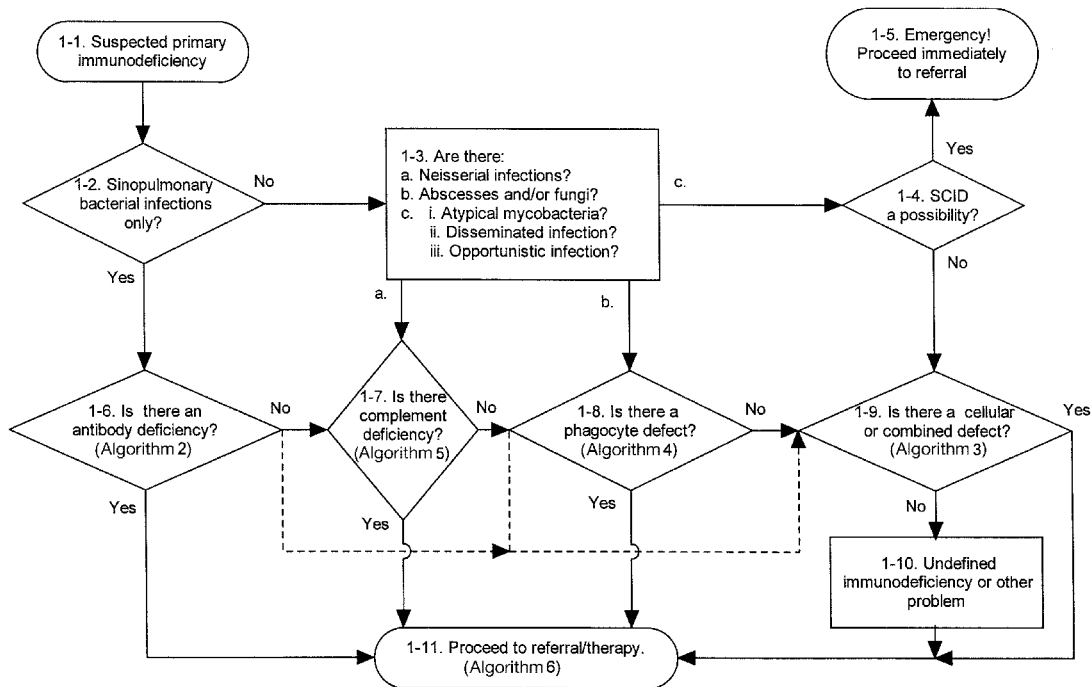 1-1. Suspected primary
immunodeficiency
1-5. Emergency!
Proceed immediately
to referral
Yes
1-2. Sinopulmonary
bacterial infections
only?
No
1-3. Are there:
a. Neisserial infections?
b. Abscesses and/or fungi?
c. i. Atypical mycobacteria?
ii. Disseminated infection?
iii. Opportunistic infection?
c.
1-4. SCID
a possibility?
Yes
a.
b.
No
1-6. Is there an
antibody deficiency?
(Algorithm 2)
No
1-7. Is there
complement
deficiency?
(Algorithm 5)
No
1-8. Is there a
phagocyte defect?
(Algorithm 4)
No
1-9. Is there a cellular
or combined defect?
(Algorithm 3)
Yes
Yes
Yes
Yes
No
1-10. Undefined
immunodeficiency or other
problem
1-11. Proceed to referral/therapy.
(Algorithm 6)